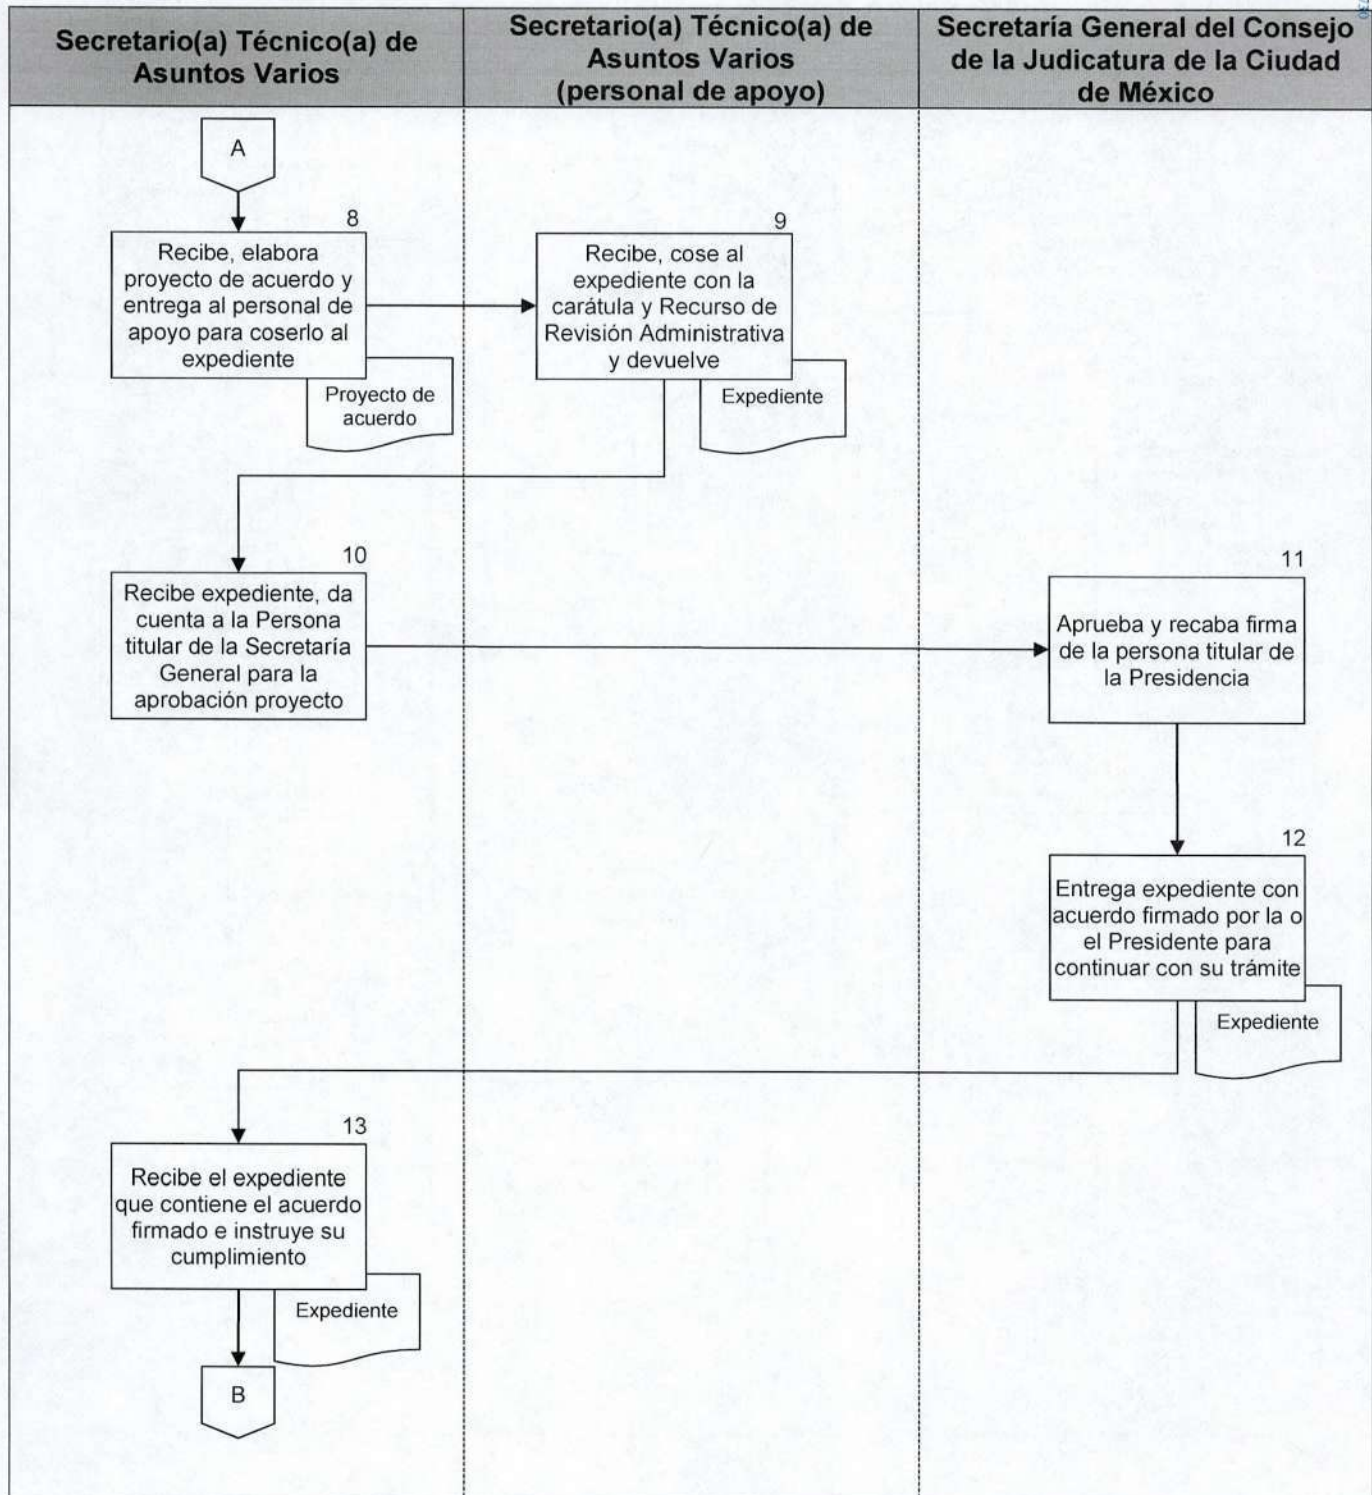 Secretario(a) Técnico(a) de
Asuntos Varios
Secretario(a) Técnico(a) de
Asuntos Varios
(personal de apoyo)
Secretaría General del Consejo
de la Judicatura de la Ciudad
de México
A
8
Recibe, elabora
proyecto de acuerdo y
entrega al personal de
apoyo para coserlo al
expediente
Proyecto de
acuerdo
9
Recibe, cose al
expediente con la
carátula y Recurso de
Revisión Administrativa
y devuelve
Expediente
10
Recibe expediente, da
cuenta a la Persona
titular de la Secretaría
General para la
aprobación proyecto
11
Aprueba y recaba firma
de la persona titular de
la Presidencia
12
Entrega expediente con
acuerdo firmado por la o
el Presidente para
continuar con su trámite
Expediente
13
Recibe el expediente
que contiene el acuerdo
firmado e instruye su
cumplimiento
Expediente
B